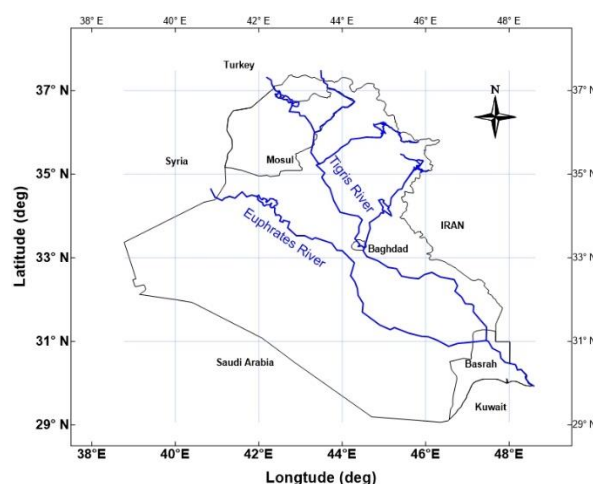 38°E 40°E 42°E 44°E 46°E 48°E
Turkey
37° N 37° N
N
Syria
Mosul
Tigris River
35° N 35° N
IRAN
Euphrates River
Baghdad
33° N 33° N
Latitude (deg)
31° N 31° N
Saudi Arabia
Basrah
Kuwait
29° N 29° N
38°E 40°E 42°E 44°E 46°E 48°E
Longtude (deg)